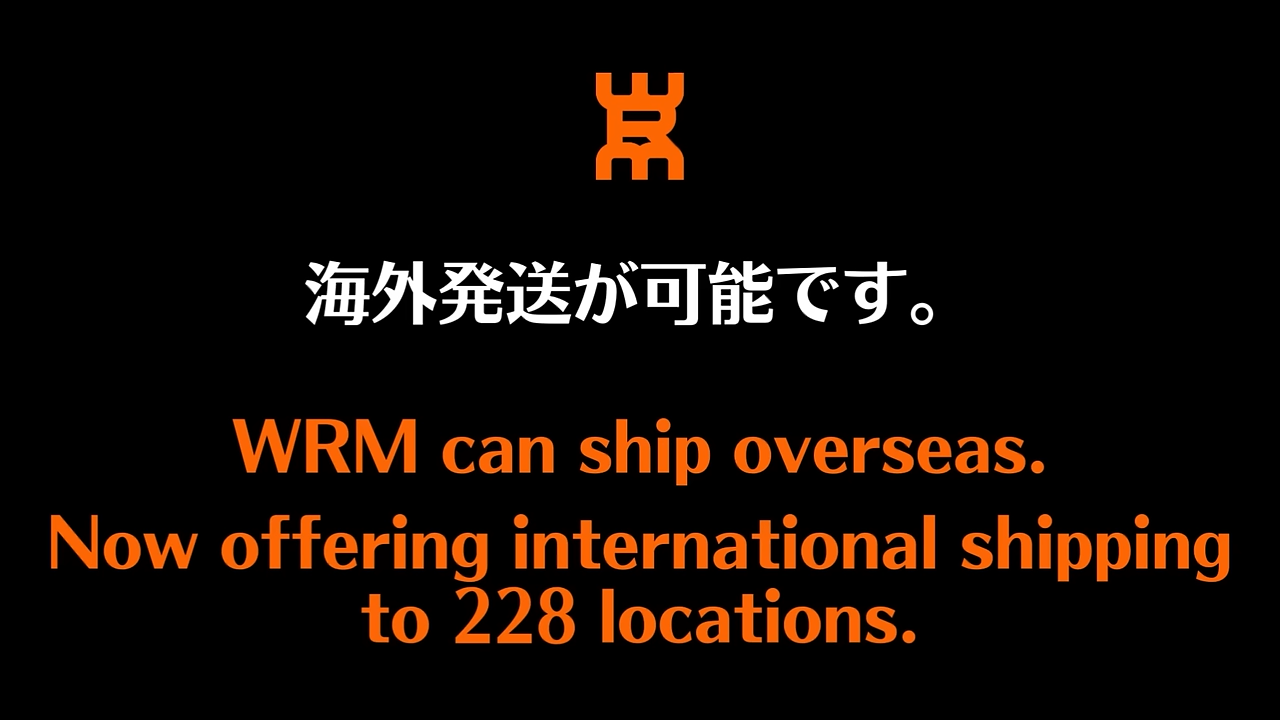 海外発送が可能です。
WRM can ship overseas.
Now offering international shipping
to 228 locations.